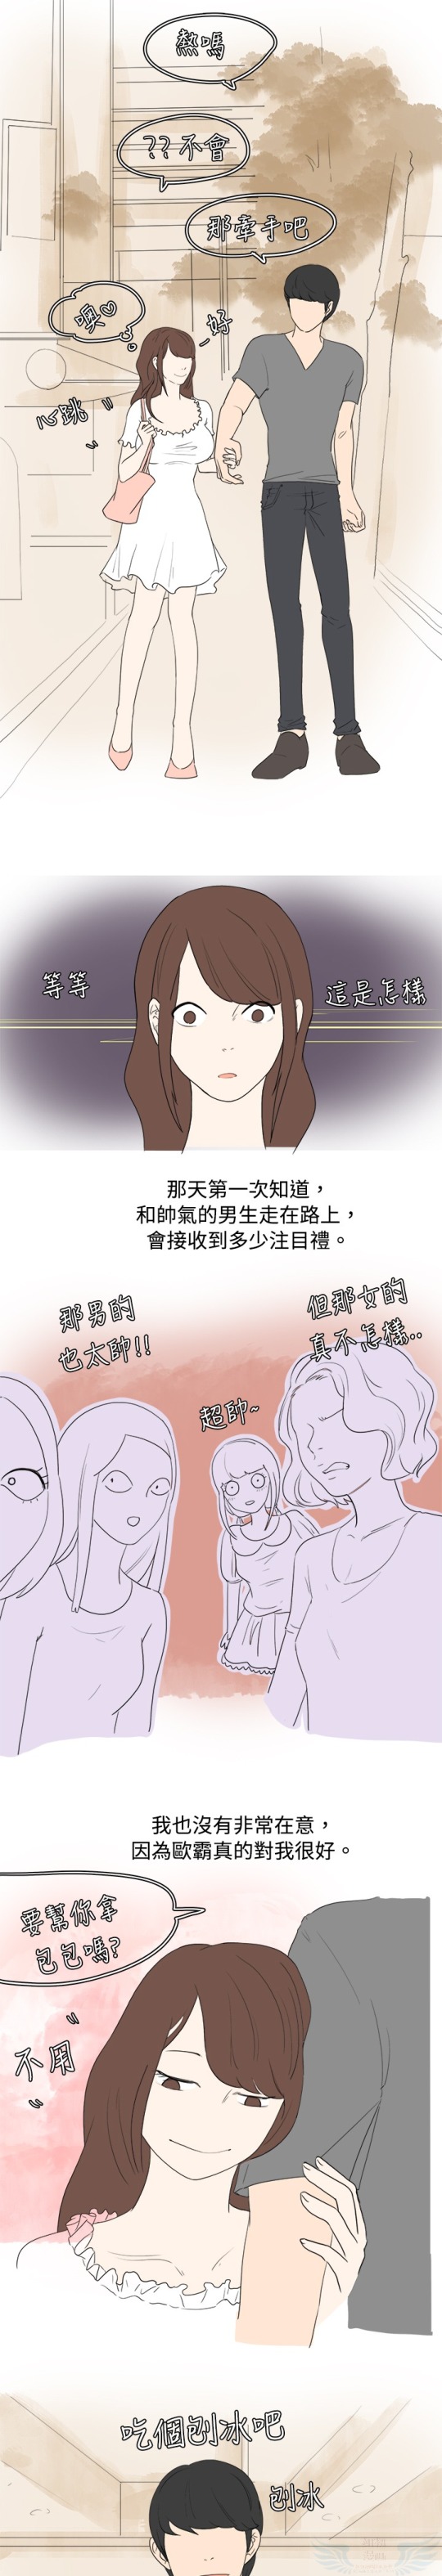 熱嗎
??不會
那牽手吧
噢♡
好
心跳
等等
這是怎樣
那天第一次知道，
和帥氣的男生走在路上，
會接收到多少注目禮。
那男的
也太帥!!
但那女的
真不怎樣..
超帥~
我也沒有非常在意，
因為歐霸真的對我很好。
要幫你拿
包包嗎?
不用
吃個刨冰吧
刨冰